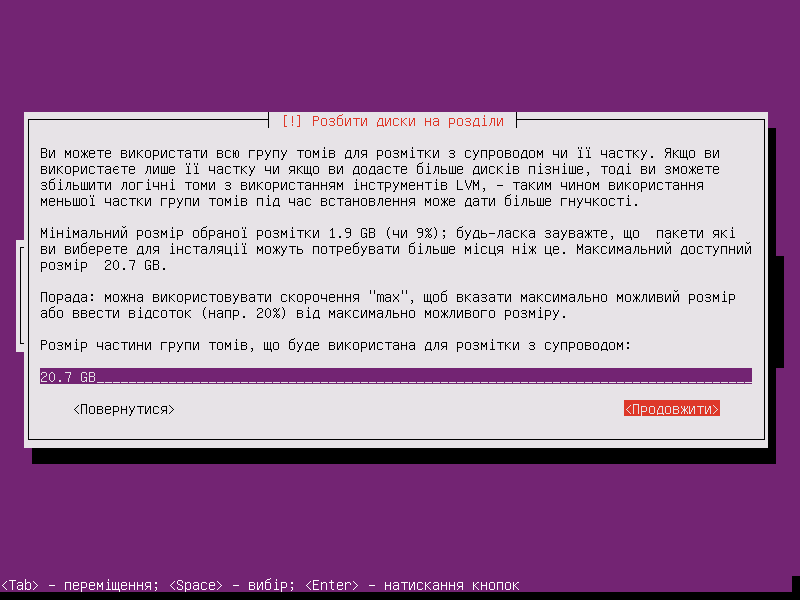 [!] Розбити диски на розділи
Ви можете використати всю групу томів для розмітки з супроводом чи її частку. Якщо ви
використаєте лише її частку чи якщо ви додасте більше дисків пізніше, тоді ви зможете
збільшити логічні томи з використанням інструментів LVM, – таким чином використання
меньшої частки групи томів під час встановлення може дати більше гнучкості.
Мінімальний розмір обраної розмітки 1.9 GB (чи 9%); будь-ласка зауважте, що  пакети які
ви виберете для інсталяції можуть потребувати більше місця ніж це. Максимальний доступний
розмір  20.7 GB.
Порада: можна використовувати скорочення "max", щоб вказати максимально можливий розмір
або ввести відсоток (напр. 20%) від максимально можливого розміру.
Розмір частини групи томів, що буде використана для розмітки з супроводом:
20.7 GB
<Повернутися>
<Продовжити>
<Tab> – переміщення; <Space> – вибір; <Enter> – натискання кнопок